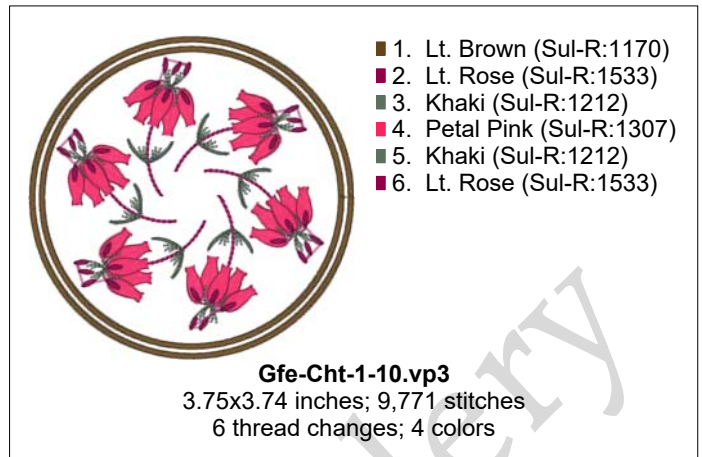 1. Lt. Brown (Sul-R:1170)
2. Lt. Rose (Sul-R:1533)
3. Khaki (Sul-R:1212)
4. Petal Pink (Sul-R:1307)
5. Khaki (Sul-R:1212)
6. Lt. Rose (Sul-R:1533)
Gfe-Cht-1-10.vp3
3.75x3.74 inches; 9,771 stitches
6 thread changes; 4 colors